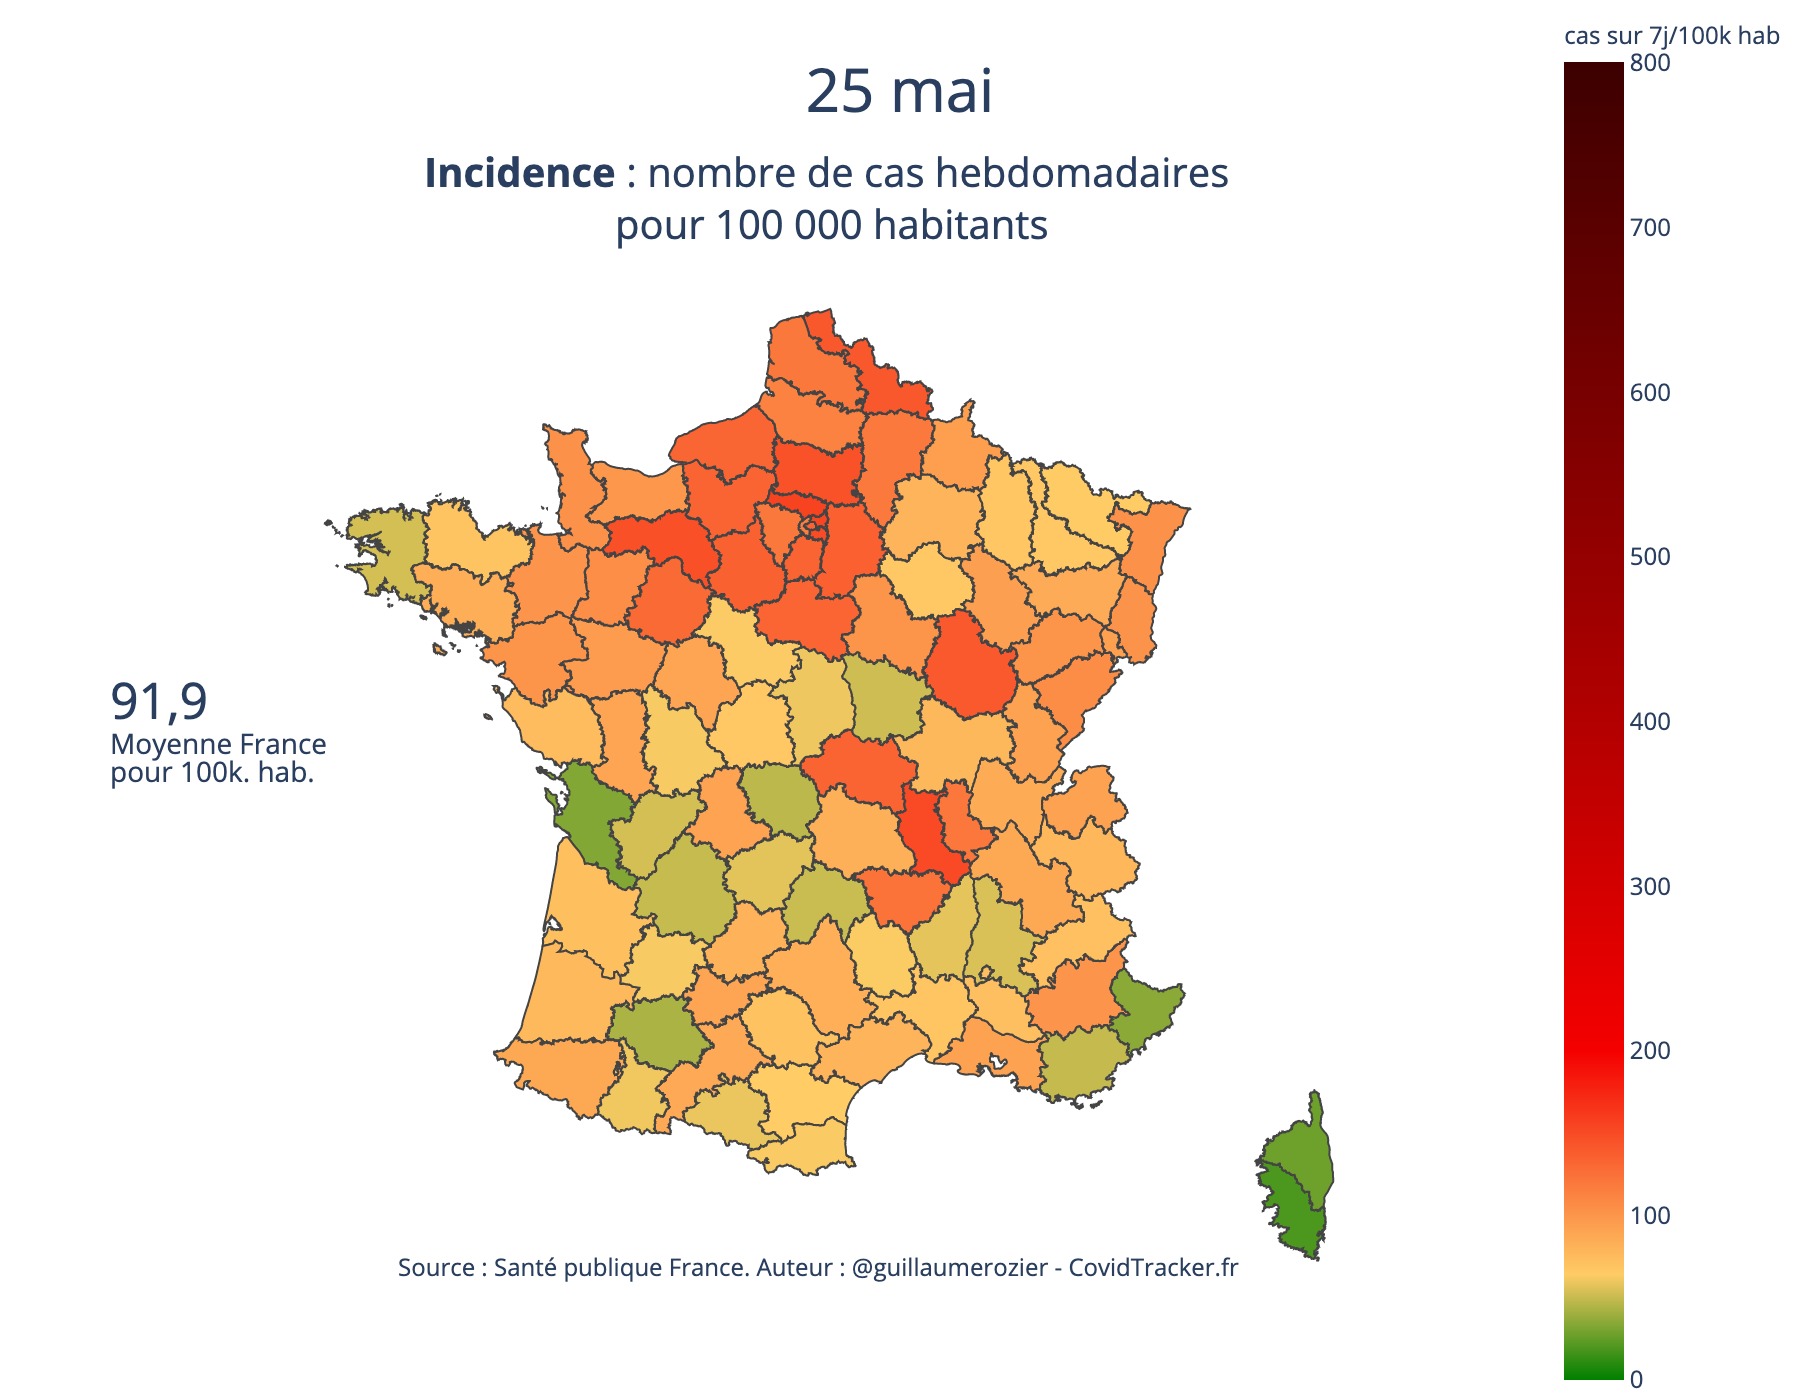 cas sur 7j/100k hab
25 mai
Incidence : nombre de cas hebdomadaires
pour 100 000 habitants
800
700
600
500
400
300
200
100
0
91,9
Moyenne France
pour 100k. hab.
Source : Santé publique France. Auteur : @guillaumerozier - CovidTracker.fr